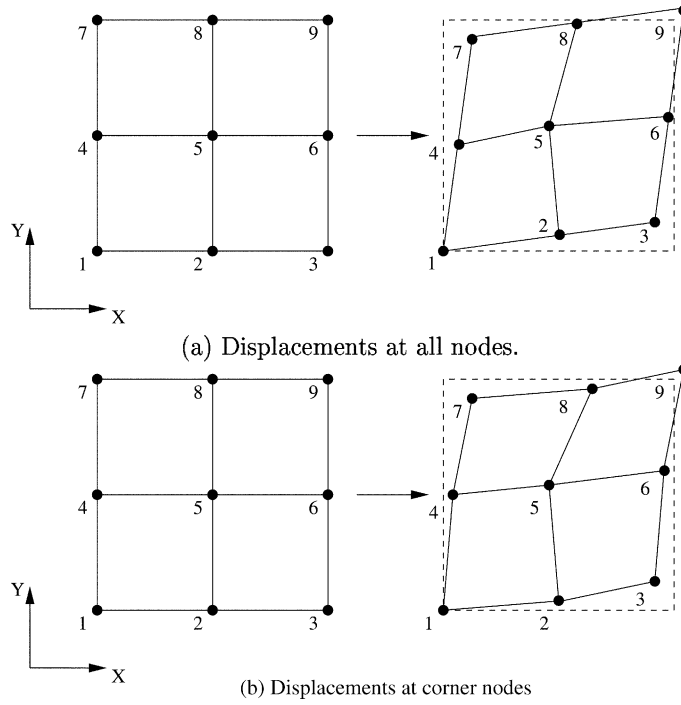 7 8 9 7 8 9
4 5 6 4 5 6
Y
1 2 3 1 2 3
X
(a) Displacements at all nodes.
7 8 9 7 8 9
4 5 6 4 5 6
Y
1 2 3 1 2 3
X
(b) Displacements at corner nodes